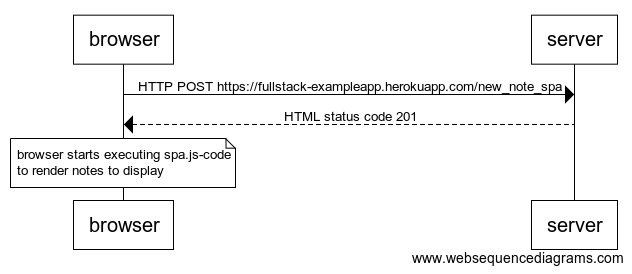 browser
server
HTTP POST https://fullstack-exampleapp.herokuapp.com/new_note_spa
HTML status code 201
browser starts executing spa.js-code
to render notes to display
browser
server
www.websequencediagrams.com